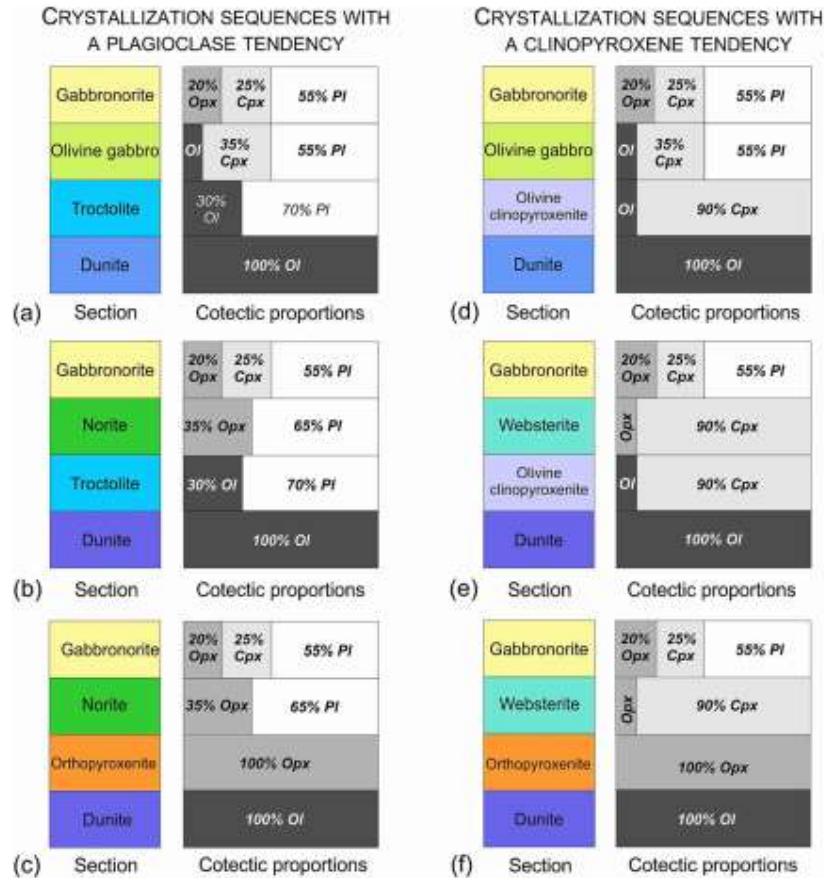 CRYSTALLIZATION SEQUENCES WITH
A PLAGIOCLASE TENDENCY
20%
Opx
25%
Cpx
55% Pl
Gabbronorite
Ol
35%
Cpx
55% Pl
Olivine gabbro
30%
Ol
70% Pl
Troctolite
100% Ol
Dunite
(a)
Section
Cotectic proportions
20%
Opx
25%
Cpx
55% Pl
Gabbronorite
35% Opx
65% Pl
Norite
30% Ol
70% Pl
Troctolite
100% Ol
Dunite
(b)
Section
Cotectic proportions
20%
Opx
25%
Cpx
55% Pl
Gabbronorite
35% Opx
65% Pl
Norite
100% Opx
Orthopyroxenite
100% Ol
Dunite
(c)
Section
Cotectic proportions
CRYSTALLIZATION SEQUENCES WITH
A CLINOPYROXENE TENDENCY
20%
Opx
25%
Cpx
55% Pl
Gabbronorite
Ol
35%
Cpx
55% Pl
Olivine gabbro
Ol
90% Cpx
Olivine
clinopyroxenite
100% Ol
Dunite
(d)
Section
Cotectic proportions
20%
Opx
25%
Cpx
55% Pl
Gabbronorite
Opx
90% Cpx
Websterite
Ol
90% Cpx
Olivine
clinopyroxenite
100% Ol
Dunite
(e)
Section
Cotectic proportions
20%
Opx
25%
Cpx
55% Pl
Gabbronorite
Opx
90% Cpx
Websterite
100% Opx
Orthopyroxenite
100% Ol
Dunite
(f)
Section
Cotectic proportions